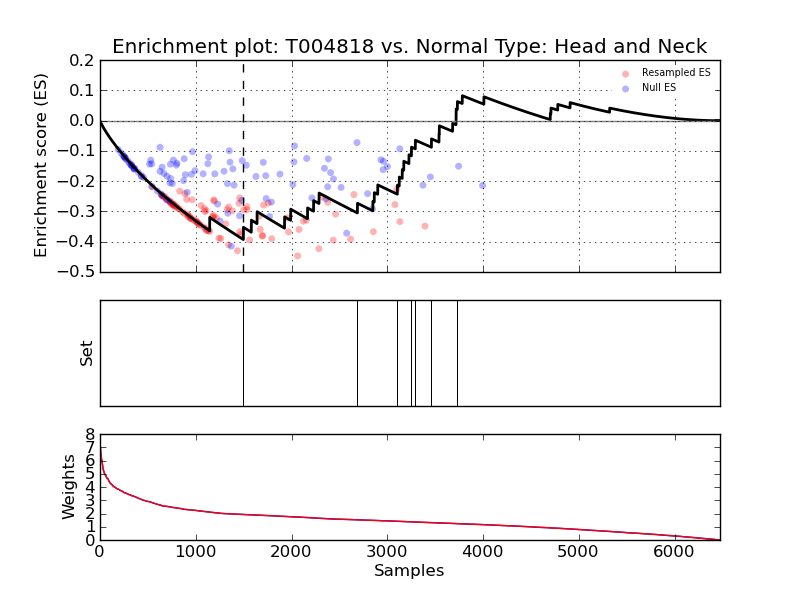 Enrichment plot: T004818 vs. Normal Type: Head and Neck
Enrichment score (ES)
0.2
0.1
0.0
−0.1
−0.2
−0.3
−0.4
−0.5
Resampled ES
Null ES
Set
Weights
8
7
6
5
4
3
2
1
0
0 1000 2000 3000 4000 5000 6000
Samples